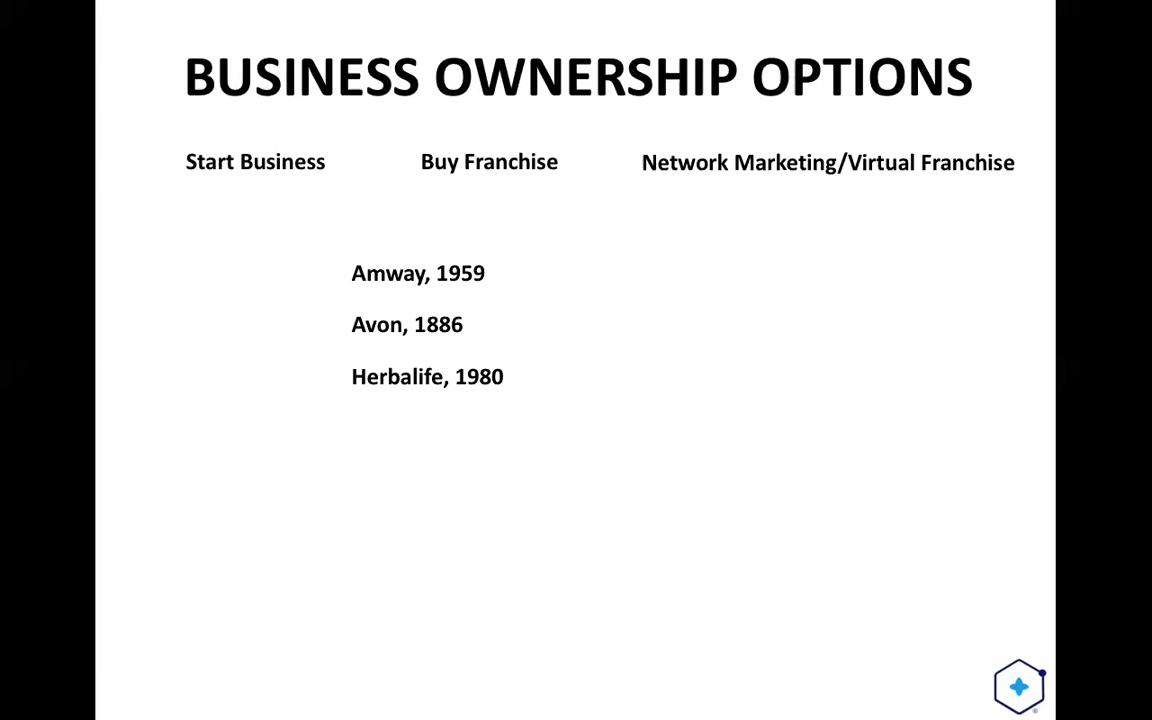 BUSINESS OWNERSHIP OPTIONS
Start Business Buy Franchise Network Marketing/Virtual Franchise
Amway, 1959
Avon, 1886
Herbalife, 1980